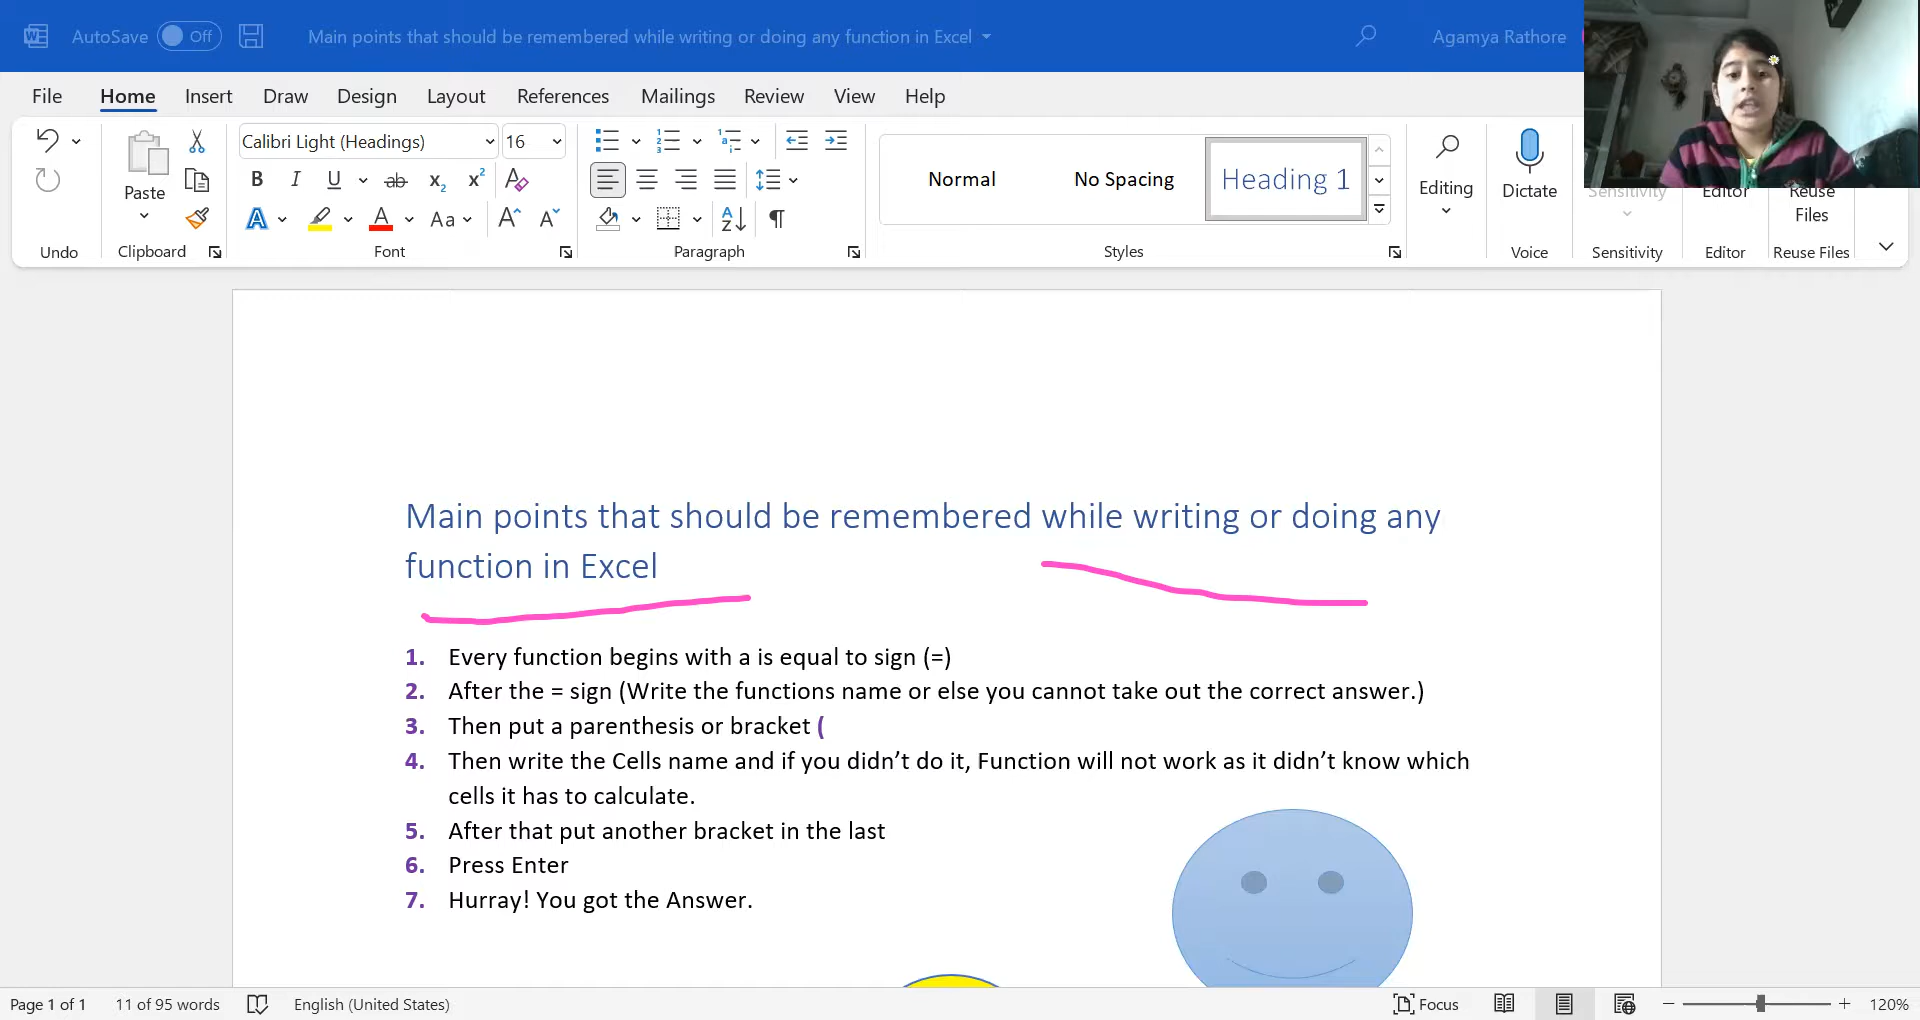 AutoSave Off Main points that should be remembered while writing or doing any function in Excel Agamya Rathore
File Home Insert Draw Design Layout References Mailings Review View Help
Calibri Light (Headings) 16
Paste
B I U ab x2 x2 A
A A Aa A A
Normal No Spacing Heading 1
Editing Dictate Sensitivity Editor Reuse Files
Undo Clipboard Font Paragraph Styles Voice Sensitivity Editor Reuse Files
Main points that should be remembered while writing or doing any
function in Excel
1. Every function begins with a is equal to sign (=)
2. After the = sign (Write the functions name or else you cannot take out the correct answer.)
3. Then put a parenthesis or bracket (
4. Then write the Cells name and if you didn’t do it, Function will not work as it didn’t know which
cells it has to calculate.
5. After that put another bracket in the last
6. Press Enter
7. Hurray! You got the Answer.
Page 1 of 1 11 of 95 words English (United States) Focus 120%